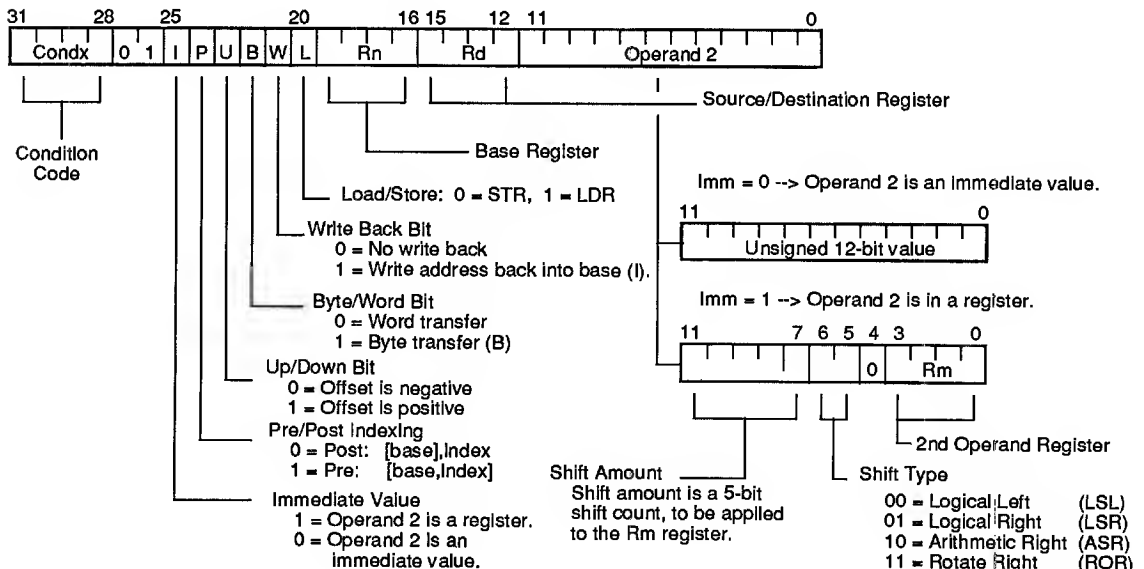 31 28 25 20 16 15 12 11 0
Condx 0 1 I P U B W L Rn Rd Operand 2
Source/Destination Register
Condition
Code
Base Register
Imm = 0 --> Operand 2 is an immediate value.
Load/Store: 0 = STR, 1 = LDR
11 0
Write Back Bit
0 = No write back
1 = Write address back into base (I).
Unsigned 12-bit value
Imm = 1 --> Operand 2 is in a register.
Byte/Word Bit
0 = Word transfer
1 = Byte transfer (B)
11 7 6 5 4 3 0
0 Rm
Up/Down Bit
0 = Offset is negative
1 = Offset is positive
Pre/Post Indexing
0 = Post: [base],Index
1 = Pre: [base,Index]
2nd Operand Register
Shift Amount
Shift amount is a 5-bit
shift count, to be applied
to the Rm register.
Shift Type
00 = Logical Left (LSL)
01 = Logical Right (LSR)
10 = Arithmetic Right (ASR)
11 = Rotate Right (ROR)
Immediate Value
1 = Operand 2 is a register.
0 = Operand 2 is an
immediate value.